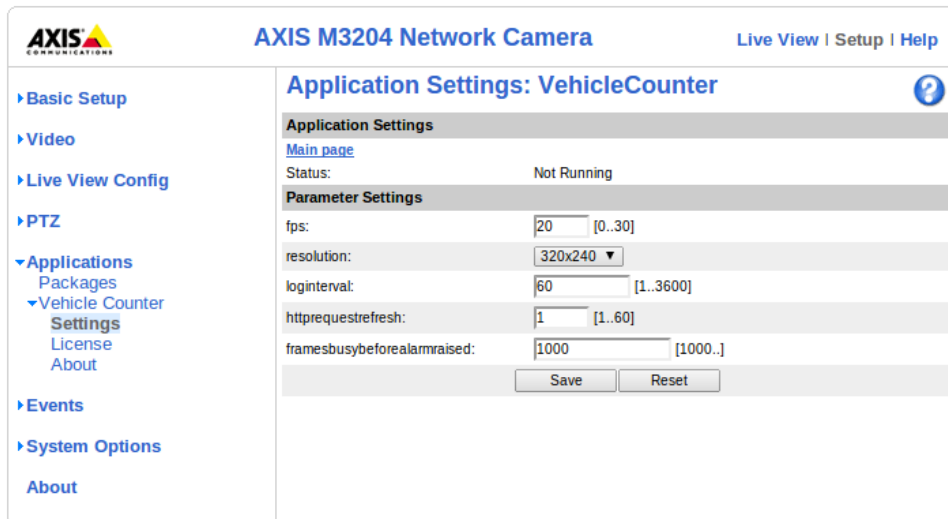 AXIS
COMMUNICATIONS
AXIS M3204 Network Camera
Live View | Setup | Help
Basic Setup
Video
Live View Config
PTZ
Applications
Packages
Vehicle Counter
Settings
License
About
Events
System Options
About
Application Settings: VehicleCounter
?
Application Settings
Main page
Status: Not Running
Parameter Settings
fps: 20 [0..30]
resolution: 320x240 ▼
loginterval: 60 [1..3600]
httprequestrefresh: 1 [1..60]
framesbusybeforealarmraised: 1000 [1000..]
Save Reset